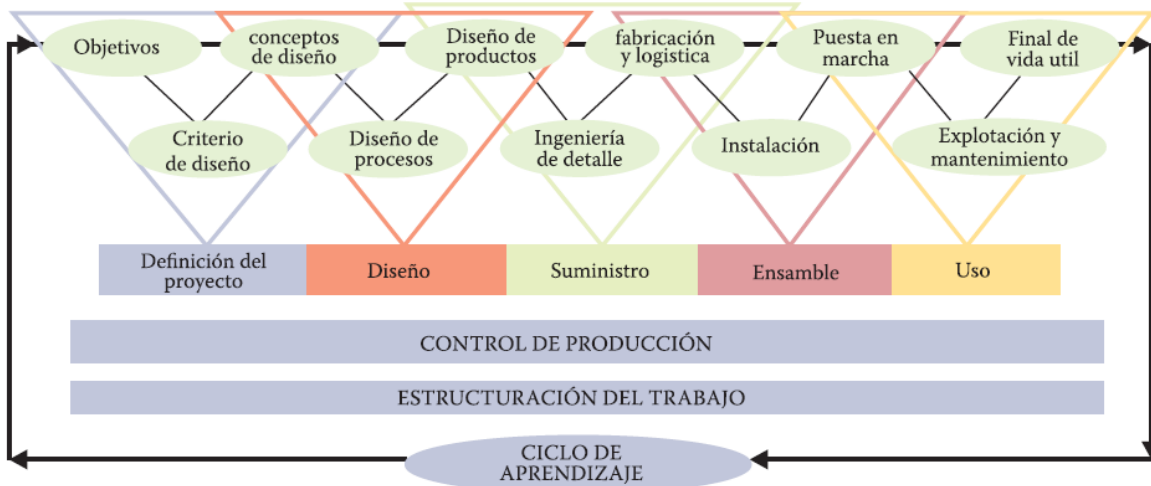 Objetivos
conceptos
de diseño
Diseño de
productos
fabricación
y logistica
Puesta en
marcha
Final de
vida util
Criterio
de diseño
Diseño de
procesos
Ingeniería
de detalle
Instalación
Explotación y
mantenimiento
Definición del
proyecto
Diseño
Suministro
Ensamble
Uso
CONTROL DE PRODUCCIÓN
ESTRUCTURACIÓN DEL TRABAJO
CICLO DE
APRENDIZAJE